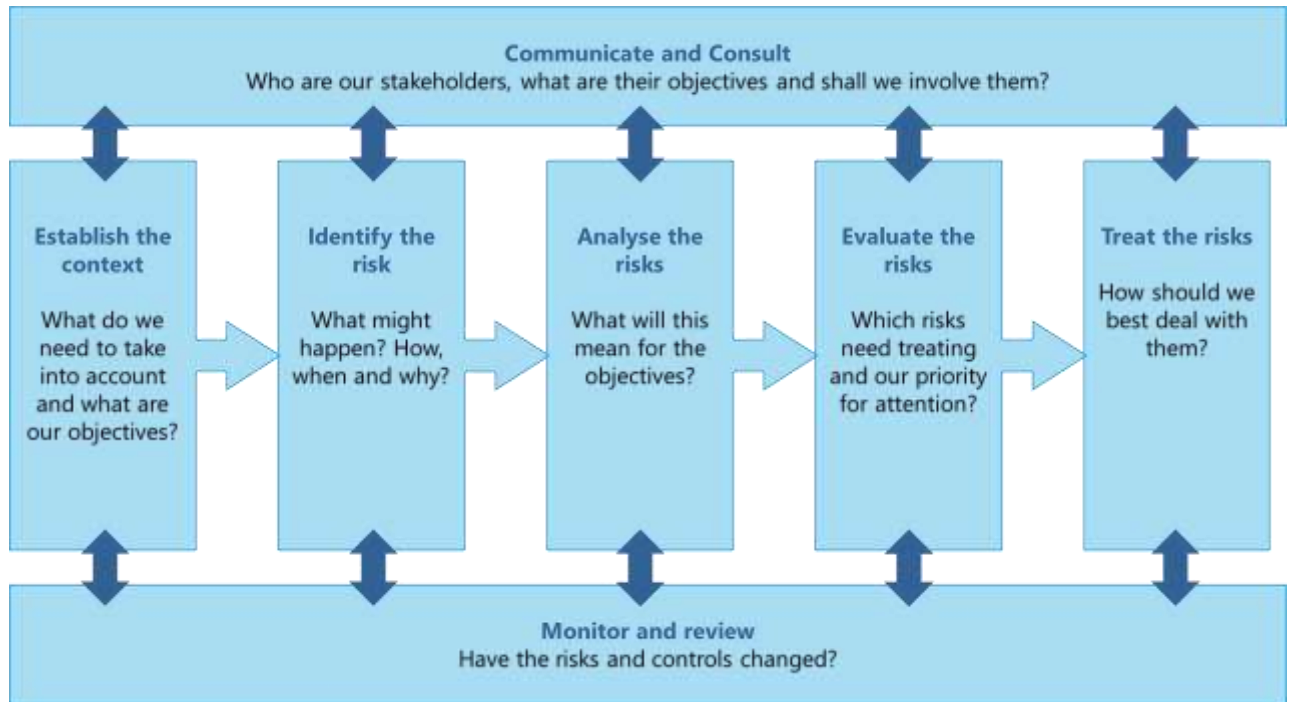 Communicate and Consult
Who are our stakeholders, what are their objectives and shall we involve them?
Establish the
context
What do we
need to take
into account
and what are
our objectives?
Identify the
risk
What might
happen? How,
when and why?
Analyse the
risks
What will this
mean for the
objectives?
Evaluate the
risks
Which risks
need treating
and our priority
for attention?
Treat the risks
How should we
best deal with
them?
Monitor and review
Have the risks and controls changed?